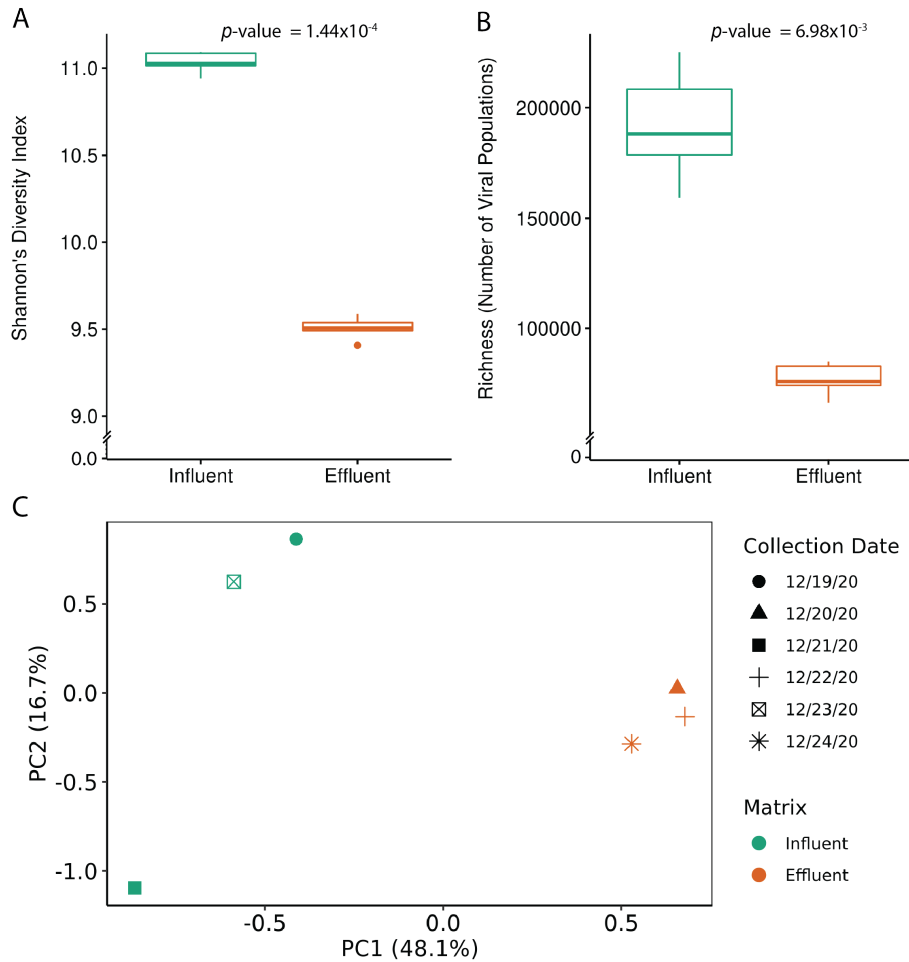 A
p-value = 1.44x10⁻⁴
Shannon's Diversity Index
11.0
10.5
10.0
9.5
9.0
0.0
Influent
Effluent
B
p-value = 6.98x10⁻³
Richness (Number of Viral Populations)
200000
150000
100000
0
Influent
Effluent
C
PC2 (16.7%)
0.5
0.0
-0.5
-1.0
-0.5
0.0
0.5
PC1 (48.1%)
Collection Date
12/19/20
12/20/20
12/21/20
12/22/20
12/23/20
12/24/20
Matrix
Influent
Effluent